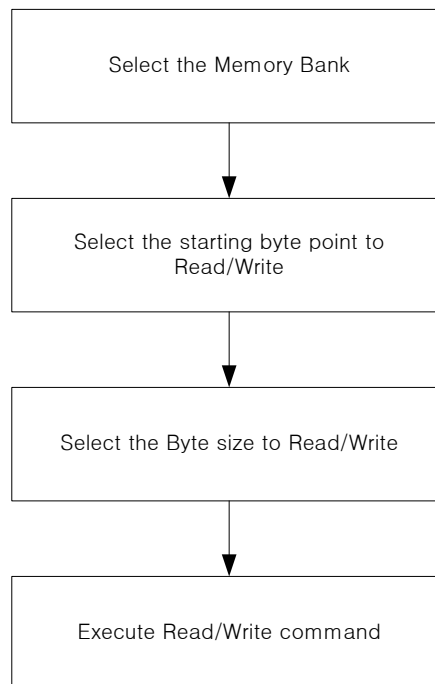 Select the Memory Bank
Select the starting byte point to
Read/Write
Select the Byte size to Read/Write
Execute Read/Write command